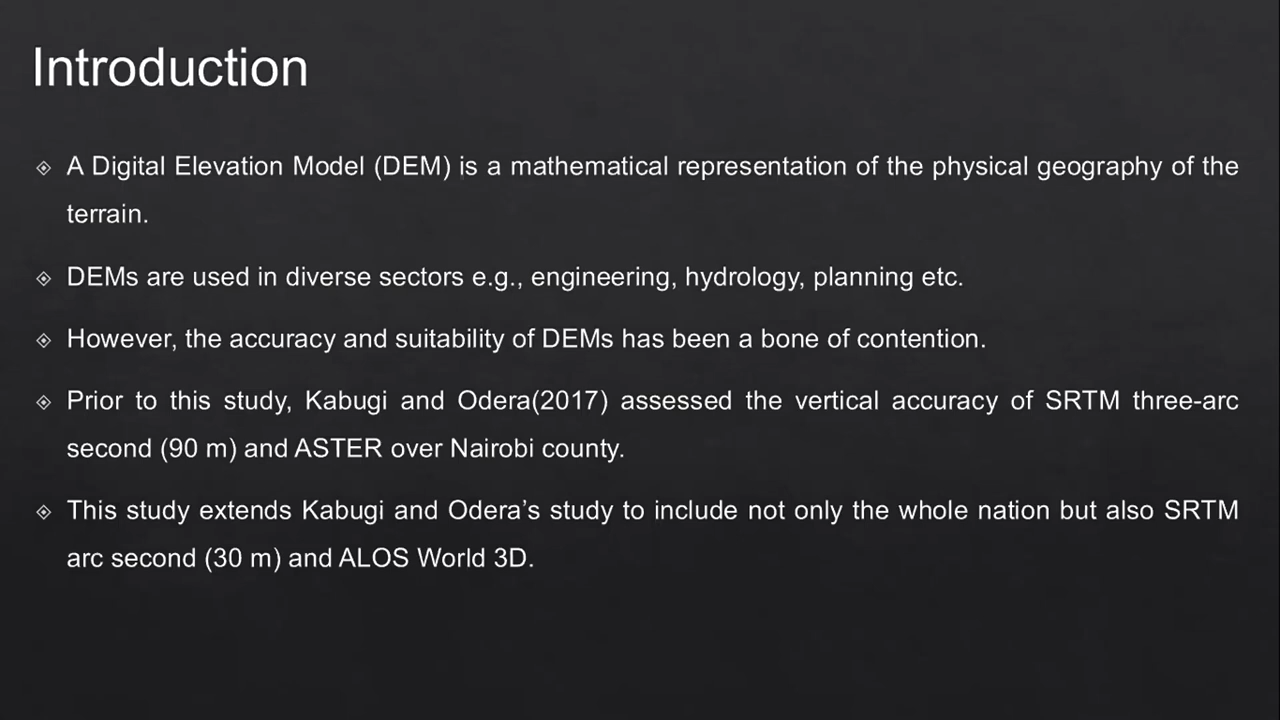 Introduction
A Digital Elevation Model (DEM) is a mathematical representation of the physical geography of the
terrain.
DEMs are used in diverse sectors e.g., engineering, hydrology, planning etc.
However, the accuracy and suitability of DEMs has been a bone of contention.
Prior to this study, Kabugi and Odera(2017) assessed the vertical accuracy of SRTM three-arc
second (90 m) and ASTER over Nairobi county.
This study extends Kabugi and Odera’s study to include not only the whole nation but also SRTM
arc second (30 m) and ALOS World 3D.